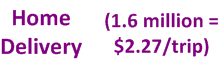 Home
Delivery
(1.6 million =
$2.27/trip)